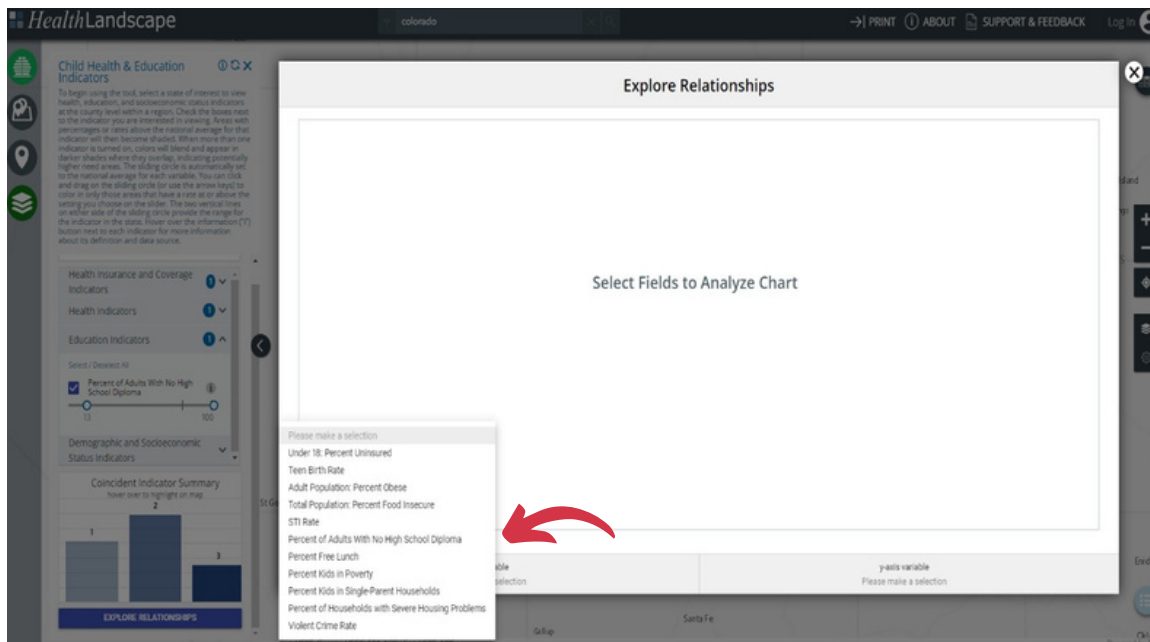 HealthLandscape
colorado
PRINT
ABOUT
SUPPORT & FEEDBACK
Log In
Child Health & Education
Indicators
To begin using the tool, select a state of interest to view
health, education, and socioeconomic status indicators
at the county level within a region. Check the boxes next
to the indicator you are interested in viewing. Areas with
percentages or rates above the national average for that
indicator will then become shaded. When more than one
indicator is turned on, colors will blend and appear in
darker shades where they overlap, indicating potentially
higher need areas. The sliding circle is automatically set
to the national average for each variable. You can click
and drag on the sliding circle (or use the arrow keys) to
color in only those areas that have a rate at or above the
setting you choose on the slider. The two vertical lines
on either side of the sliding circle provide the range for
the indicator in the state. Hover over the information ("i")
button next to each indicator for more information
about its definition and data source.
Health Insurance and Coverage
Indicators
1
Health Indicators
1
Education Indicators
1
Select / Deselect All
Percent of Adults With No High
School Diploma
13
100
Demographic and Socioeconomic
Status Indicators
Coincident Indicator Summary
hover over to highlight on map
2
1
3
EXPLORE RELATIONSHIPS
Explore Relationships
Select Fields to Analyze Chart
Please make a selection
Under 18: Percent Uninsured
Teen Birth Rate
Adult Population: Percent Obese
Total Population: Percent Food Insecure
STI Rate
Percent of Adults With No High School Diploma
Percent Free Lunch
Percent Kids in Poverty
Percent Kids in Single-Parent Households
Percent of Households with Severe Housing Problems
Violent Crime Rate
y-axis variable
Please make a selection
St Ge
Gallup
Santa Fe
Enid